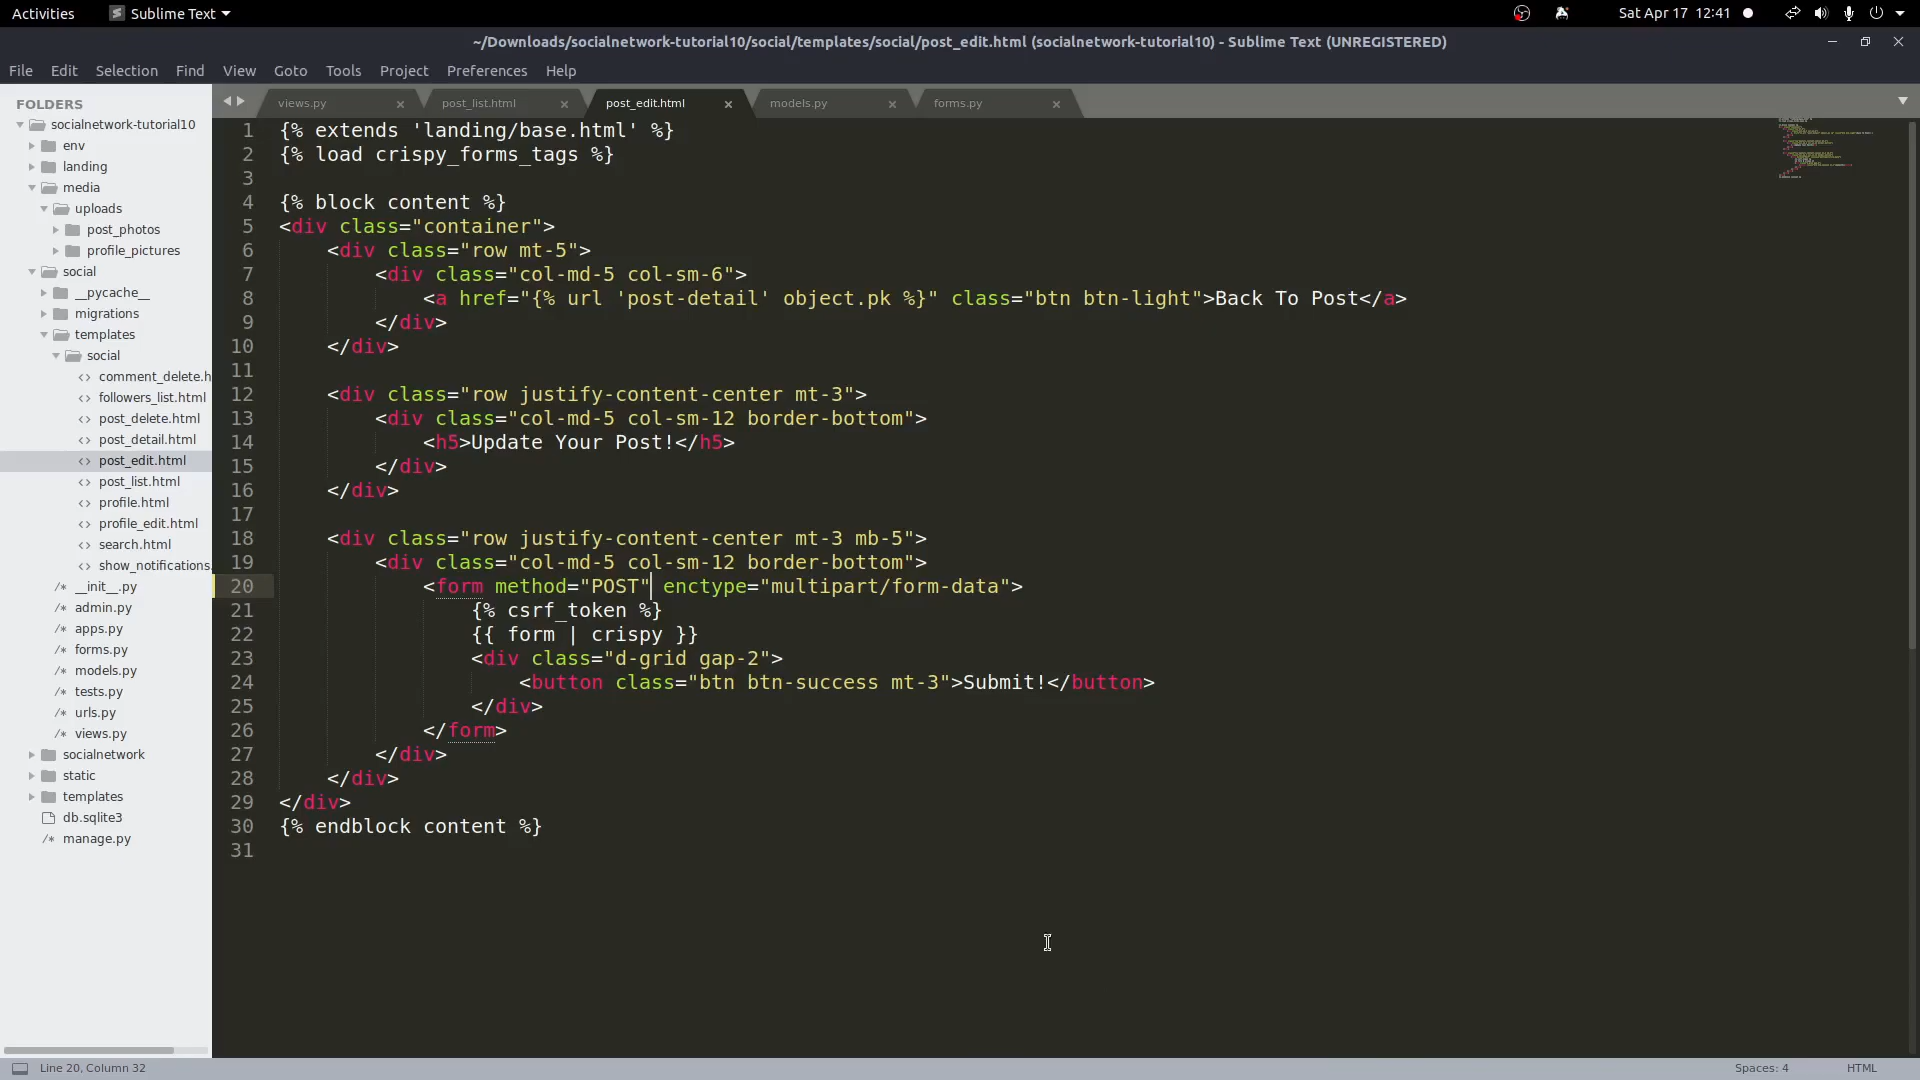 Activities
Sublime Text
Sat Apr 17 12:41
~/Downloads/socialnetwork-tutorial10/social/templates/social/post_edit.html (socialnetwork-tutorial10) - Sublime Text (UNREGISTERED)
File Edit Selection Find View Goto Tools Project Preferences Help
FOLDERS
socialnetwork-tutorial10
env
landing
media
uploads
post_photos
profile_pictures
social
__pycache__
migrations
templates
social
<> comment_delete.h
<> followers_list.html
<> post_delete.html
<> post_detail.html
<> post_edit.html
<> post_list.html
<> profile.html
<> profile_edit.html
<> search.html
<> show_notifications.
/* __init__.py
/* admin.py
/* apps.py
/* forms.py
/* models.py
/* tests.py
/* urls.py
/* views.py
socialnetwork
static
templates
db.sqlite3
/* manage.py
views.py × post_list.html × post_edit.html × models.py × forms.py ×
1 {% extends 'landing/base.html' %}
2 {% load crispy_forms_tags %}
3
4 {% block content %}
5 <div class="container">
6 <div class="row mt-5">
7 <div class="col-md-5 col-sm-6">
8 <a href="{% url 'post-detail' object.pk %}" class="btn btn-light">Back To Post</a>
9 </div>
10 </div>
11
12 <div class="row justify-content-center mt-3">
13 <div class="col-md-5 col-sm-12 border-bottom">
14 <h5>Update Your Post!</h5>
15 </div>
16 </div>
17
18 <div class="row justify-content-center mt-3 mb-5">
19 <div class="col-md-5 col-sm-12 border-bottom">
20 <form method="POST" enctype="multipart/form-data">
21 {% csrf_token %}
22 {{ form | crispy }}
23 <div class="d-grid gap-2">
24 <button class="btn btn-success mt-3">Submit!</button>
25 </div>
26 </form>
27 </div>
28 </div>
29 </div>
30 {% endblock content %}
31
Line 20, Column 32
Spaces: 4
HTML